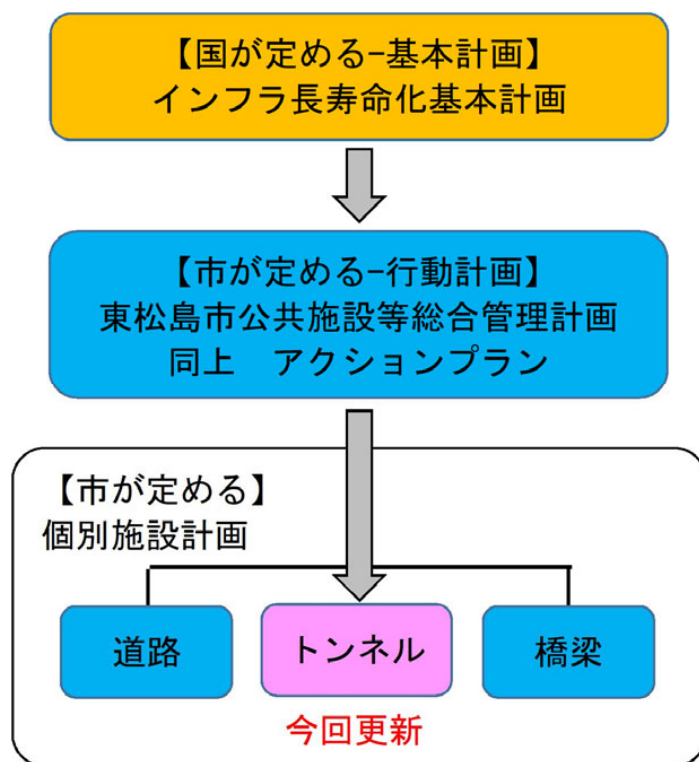 【国が定める-基本計画】
インフラ長寿命化基本計画
【市が定める-行動計画】
東松島市公共施設等総合管理計画
同上　アクションプラン
【市が定める】
個別施設計画
道路
トンネル
橋梁
今回更新